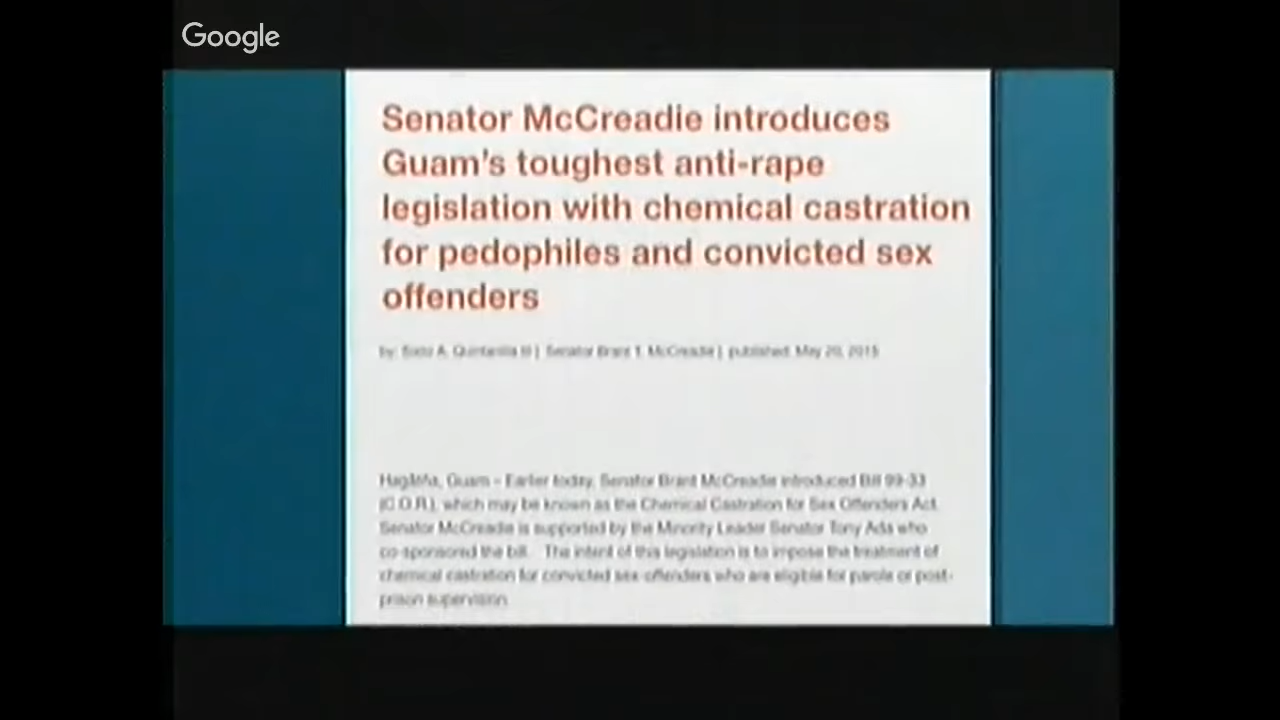 Google
Senator McCreadie introduces
Guam's toughest anti-rape
legislation with chemical castration
for pedophiles and convicted sex
offenders
by: A. Quintanilla III | Senator Brant T. McCreadie | published: May 20, 2015
Hagåtña, Guam – Earlier today, Senator Brant McCreadie introduced Bill 99-33
(C.O.R.), which may be known as the Chemical Castration for Sex Offenders Act.
Senator McCreadie is supported by the Minority Leader Senator Tony Ada who
co-sponsored the bill. The intent of this legislation is to impose the treatment of
chemical castration for convicted sex-offenders who are eligible for parole or post-
prison supervision.